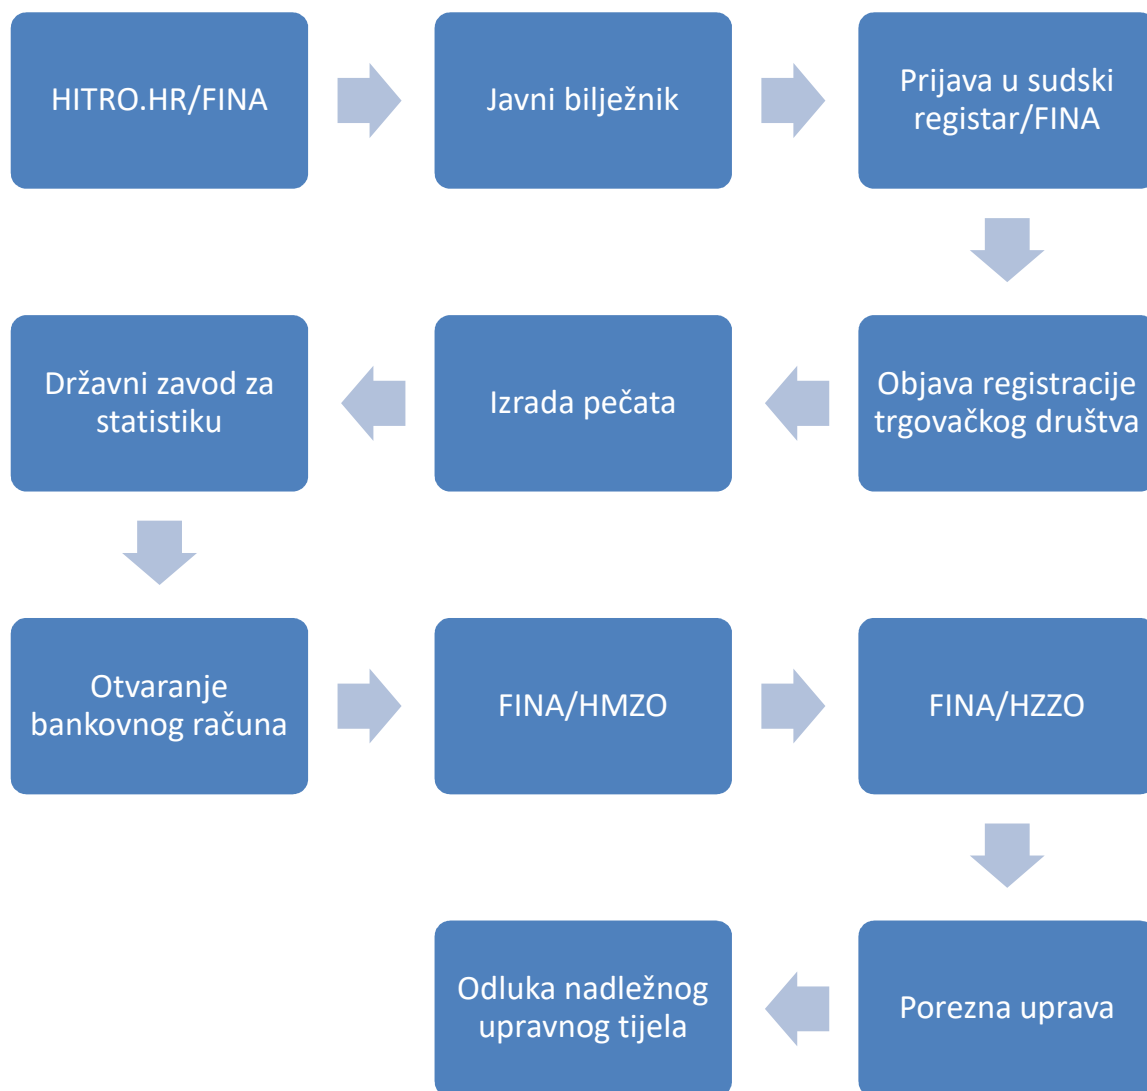 HITRO.HR/FINA
Javni bilježnik
Prijava u sudski
registar/FINA
Objava registracije
trgovačkog društva
Izrada pečata
Državni zavod za
statistiku
Otvaranje
bankovnog računa
FINA/HMZO
FINA/HZZO
Porezna uprava
Odluka nadležnog
upravnog tijela